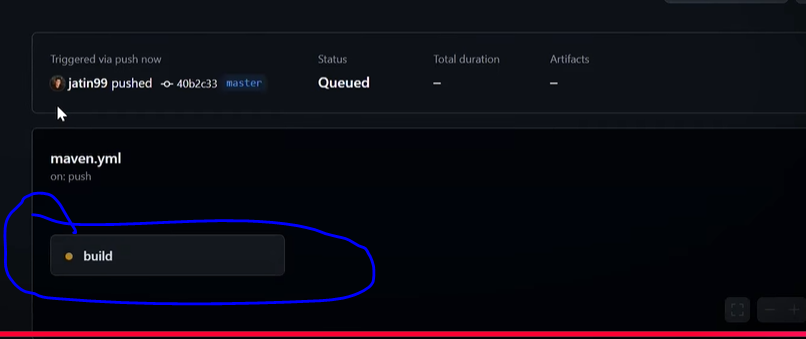 Triggered via push now
jatin99 pushed 40b2c33 master
Status
Queued
Total duration
–
Artifacts
–
maven.yml
on: push
build